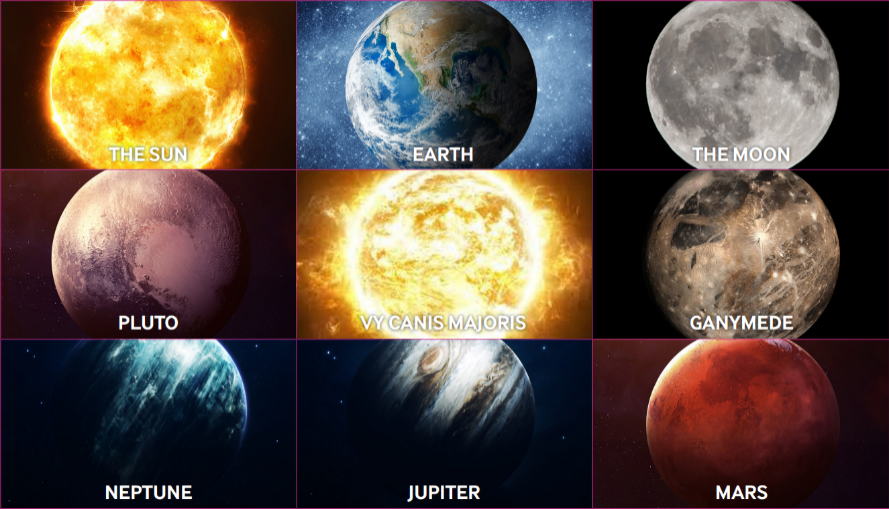 THE SUN
EARTH
THE MOON
PLUTO
VY CANIS MAJORIS
GANYMEDE
NEPTUNE
JUPITER
MARS